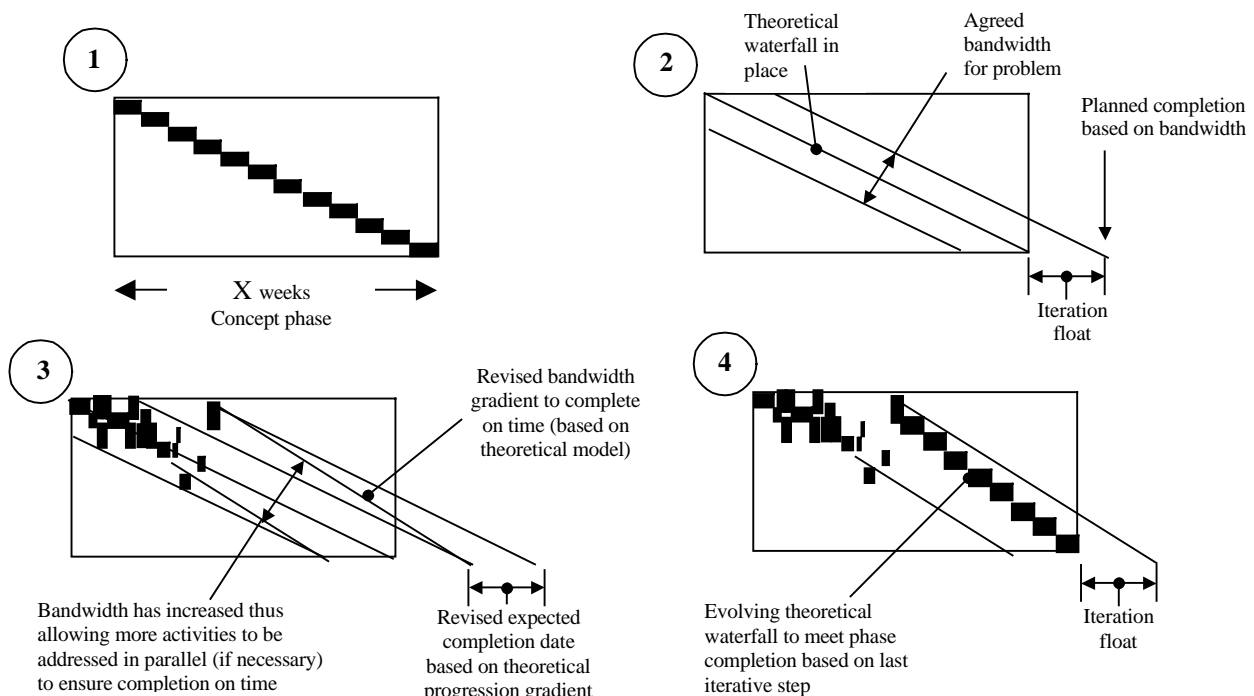 1
X weeks
Concept phase
2
Theoretical
waterfall in
place
Agreed
bandwidth
for problem
Planned completion
based on bandwidth
Iteration
float
3
Revised bandwidth
gradient to complete
on time (based on
theoretical model)
Bandwidth has increased thus
allowing more activities to be
addressed in parallel (if necessary)
to ensure completion on time
Revised expected
completion date
based on theoretical
progression gradient
4
Evolving theoretical
waterfall to meet phase
completion based on last
iterative step
Iteration
float